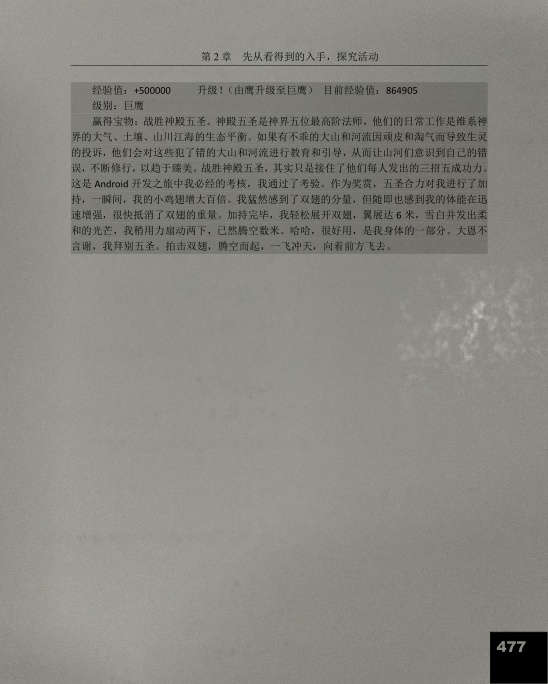 第 2 章　先从看得到的入手，探究活动
经验值：+500000　　升级！（由鹰升级至巨鹰）　目前经验值：864905
级别：巨鹰
赢得宝物：战胜神殿五圣。神殿五圣是神界五位最高阶法师，他们的日常工作是维系神
界的大气、土壤、山川江海的生态平衡。如果有不乖的大山和河流因顽皮和淘气而导致生灵
的投诉，他们会对这些犯了错的大山和河流进行教育和引导，从而让山河们意识到自己的错
误，不断修行，以趋于臻美。战胜神殿五圣，其实只是接住了他们每人发出的三招五成功力。
这是 Android 开发之旅中我必经的考核，我通过了考验。作为奖赏，五圣合力对我进行了加
持，一瞬间，我的小鸡翅增大百倍。我猛然感到了双翅的分量，但随即也感到我的体能在迅
速增强，很快抵消了双翅的重量。加持完毕，我轻松展开双翅，翼展达 6 米，雪白并发出柔
和的光芒，我稍用力扇动两下，已然腾空数米。哈哈，很好用，是我身体的一部分。大恩不
言谢，我拜别五圣。拍击双翅，腾空而起，一飞冲天，向着前方飞去。
477